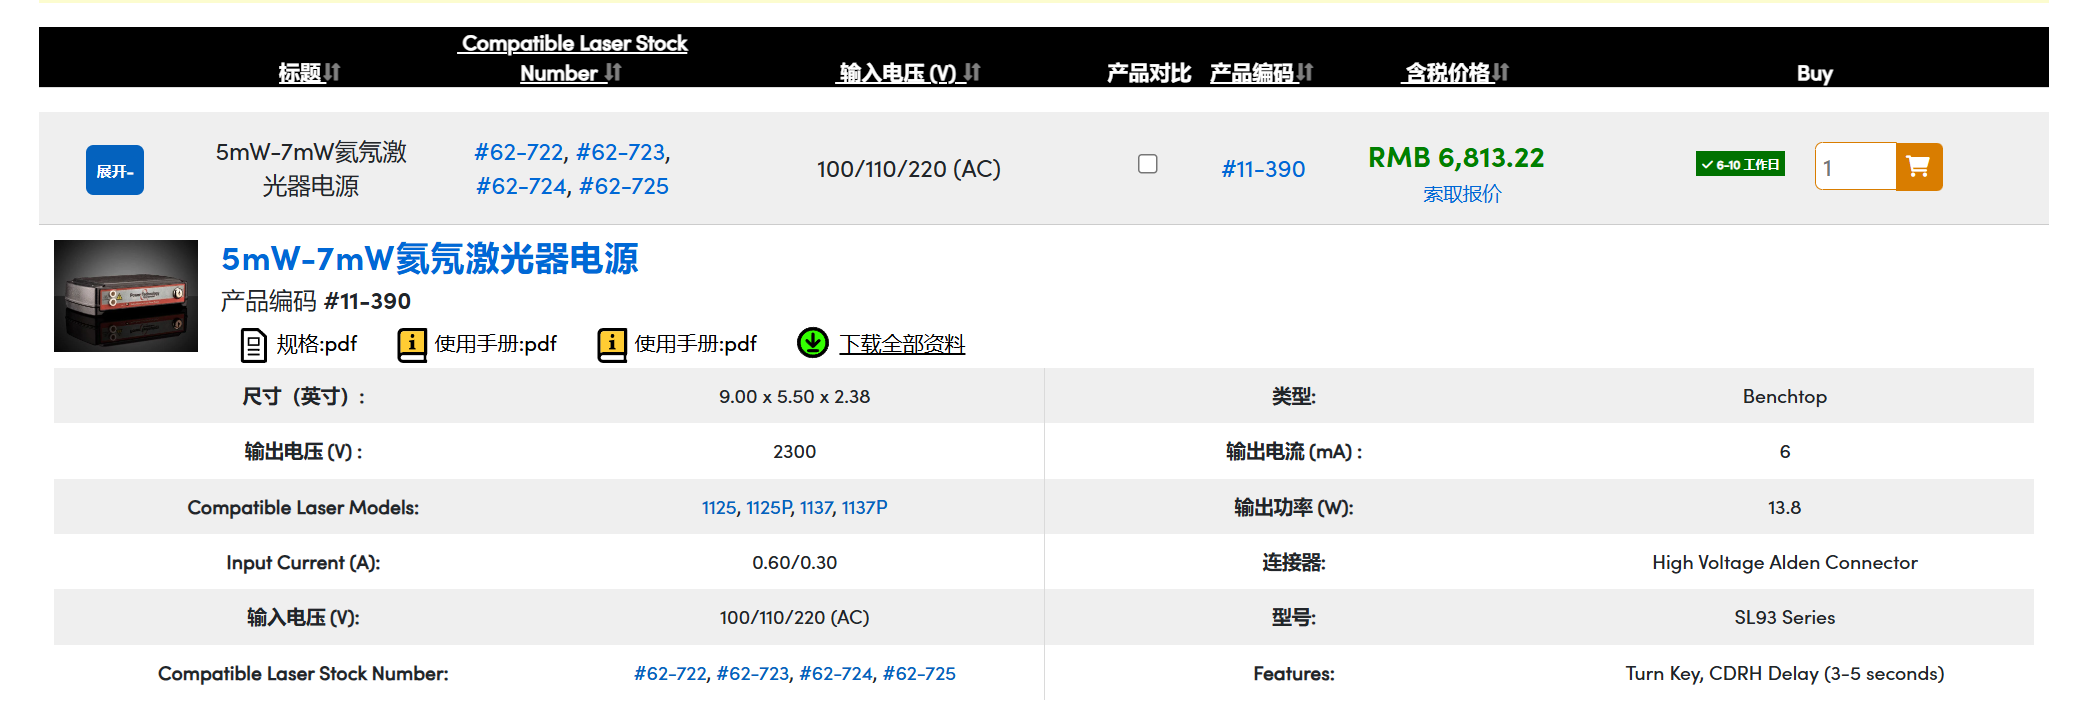 标题
Compatible Laser Stock
Number
输入电压 (V)
产品对比
产品编码
含税价格
Buy
展开-
5mW-7mW氦氖激
光器电源
#62-722, #62-723,
#62-724, #62-725
100/110/220 (AC)
#11-390
RMB 6,813.22
索取报价
6-10 工作日
1
5mW-7mW氦氖激光器电源
产品编码 #11-390
规格:pdf
使用手册:pdf
使用手册:pdf
下载全部资料
尺寸（英寸）: 9.00 x 5.50 x 2.38
类型: Benchtop
输出电压 (V) : 2300
输出电流 (mA) : 6
Compatible Laser Models: 1125, 1125P, 1137, 1137P
输出功率 (W): 13.8
Input Current (A): 0.60/0.30
连接器: High Voltage Alden Connector
输入电压 (V): 100/110/220 (AC)
型号: SL93 Series
Compatible Laser Stock Number: #62-722, #62-723, #62-724, #62-725
Features: Turn Key, CDRH Delay (3-5 seconds)